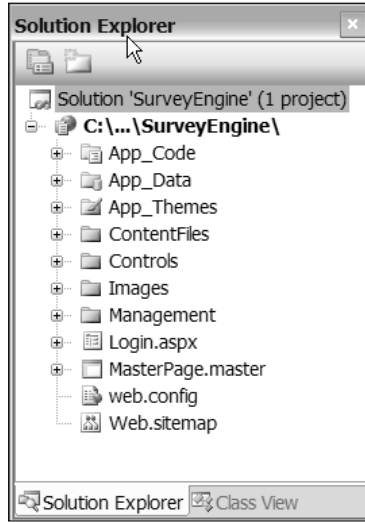 Solution Explorer
Solution 'SurveyEngine' (1 project)
C:\...\SurveyEngine\
App_Code
App_Data
App_Themes
ContentFiles
Controls
Images
Management
Login.aspx
MasterPage.master
web.config
Web.sitemap
Solution Explorer Class View